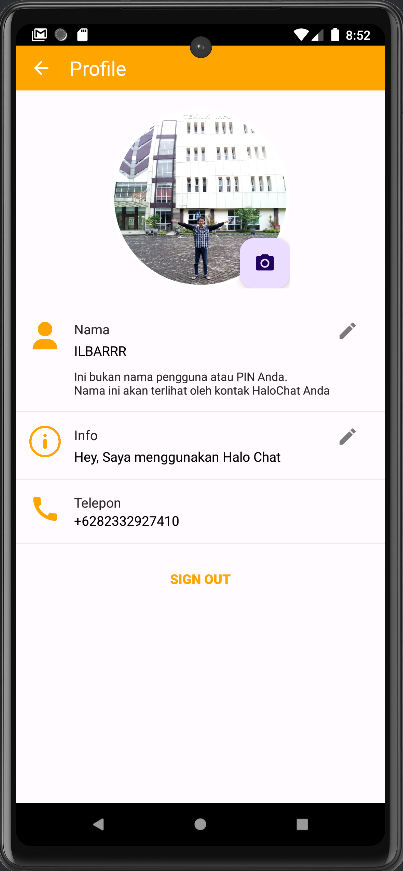 8:52
Profile
Nama
ILBARRR
Ini bukan nama pengguna atau PIN Anda.
Nama ini akan terlihat oleh kontak HaloChat Anda
Info
Hey, Saya menggunakan Halo Chat
Telepon
+6282332927410
SIGN OUT